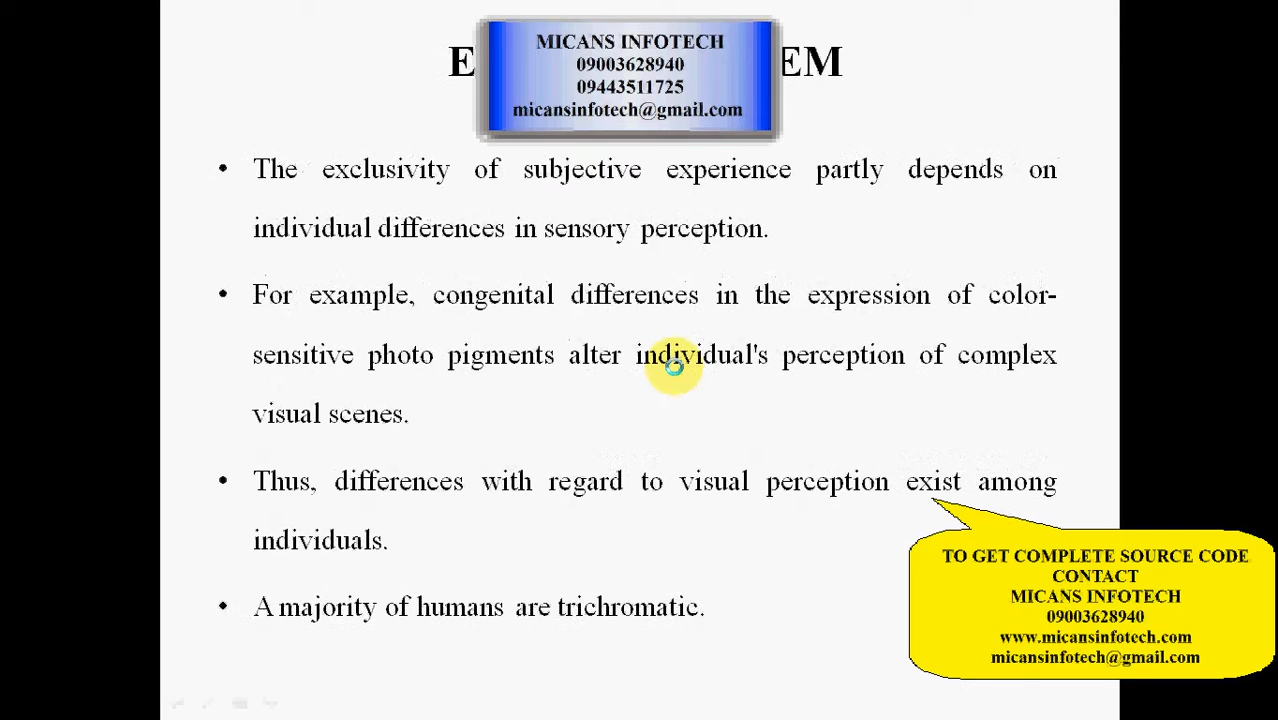 MICANS INFOTECH
09003628940
09443511725
micansinfotech@gmail.com
• The exclusivity of subjective experience partly depends on
individual differences in sensory perception.
• For example, congenital differences in the expression of color-
sensitive photo pigments alter individual's perception of complex
visual scenes.
• Thus, differences with regard to visual perception exist among
individuals.
• A majority of humans are trichromatic.
TO GET COMPLETE SOURCE CODE
CONTACT
MICANS INFOTECH
09003628940
www.micansinfotech.com
micansinfotech@gmail.com